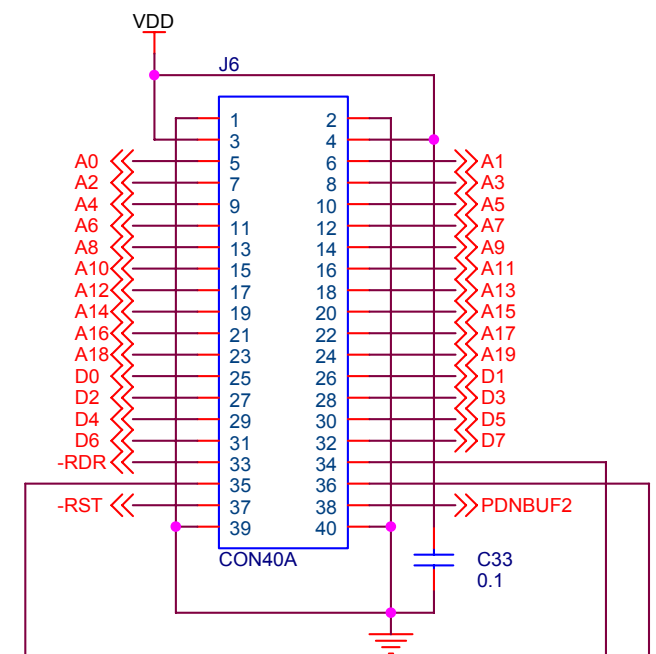 VDD
J6
1 2
3 4
A0 5 6 A1
A2 7 8 A3
A4 9 10 A5
A6 11 12 A7
A8 13 14 A9
A10 15 16 A11
A12 17 18 A13
A14 19 20 A15
A16 21 22 A17
A18 23 24 A19
D0 25 26 D1
D2 27 28 D3
D4 29 30 D5
D6 31 32 D7
-RDR 33 34
35 36
-RST 37 38 PDNBUF2
39 40
CON40A C33
0.1